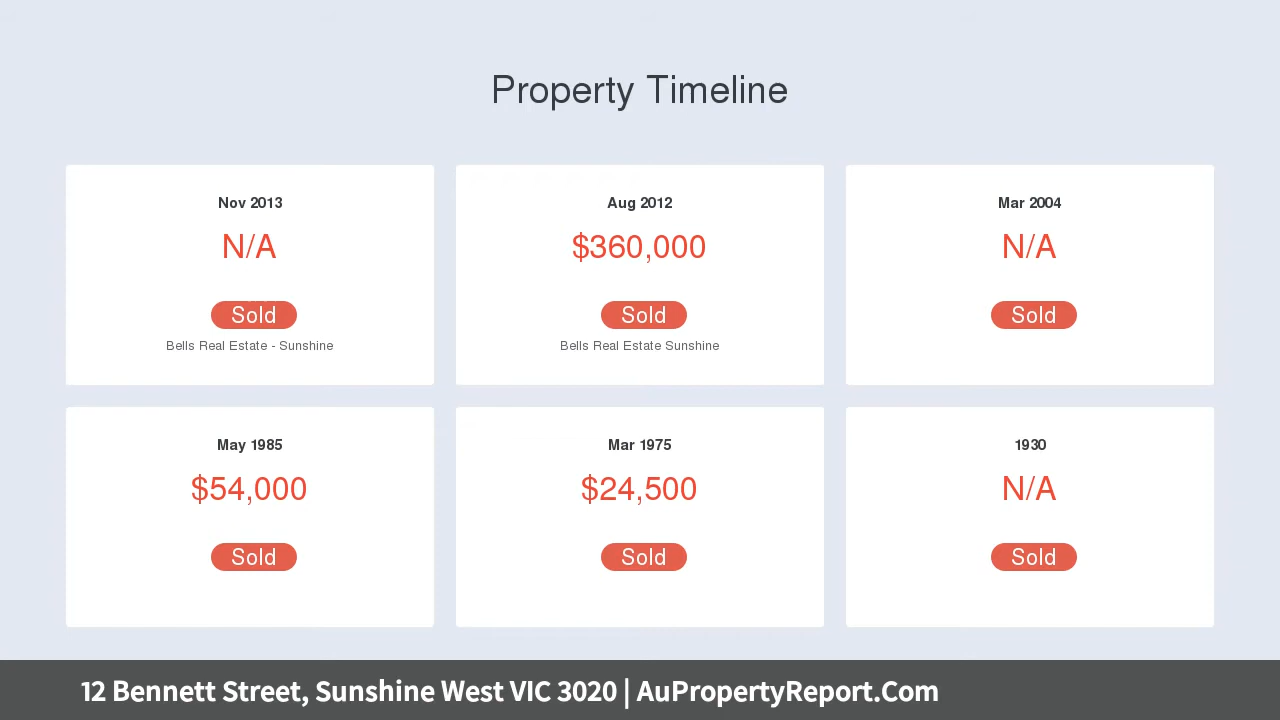 Property Timeline
Nov 2013
N/A
Sold
Bells Real Estate - Sunshine
Aug 2012
$360,000
Sold
Bells Real Estate Sunshine
Mar 2004
N/A
Sold
May 1985
$54,000
Sold
Mar 1975
$24,500
Sold
1930
N/A
Sold
12 Bennett Street, Sunshine West VIC 3020 | AuPropertyReport.Com